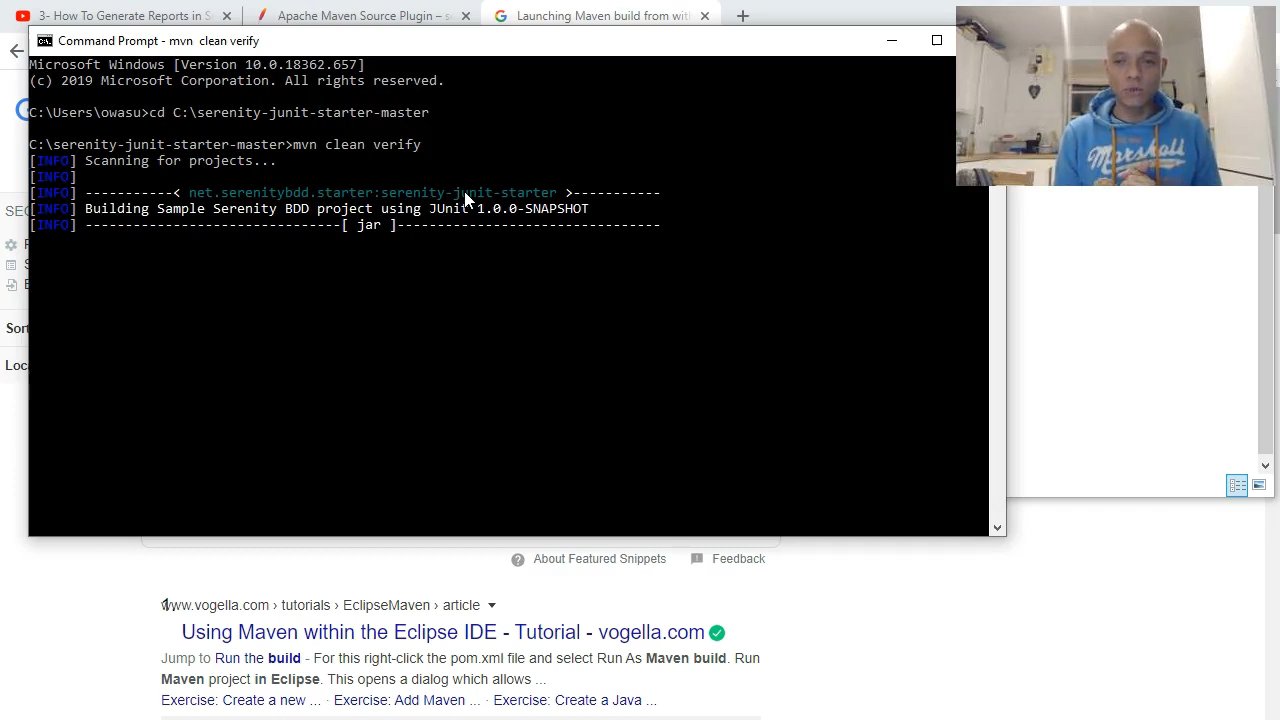 3- How To Generate Reports in S
Apache Maven Source Plugin – s
Launching Maven build from wit
Command Prompt - mvn clean verify
Microsoft Windows [Version 10.0.18362.657]
(c) 2019 Microsoft Corporation. All rights reserved.
C:\Users\owasu>cd C:\serenity-junit-starter-master
C:\serenity-junit-starter-master>mvn clean verify
[INFO] Scanning for projects...
[INFO]
[INFO] -----------< net.serenitybdd.starter:serenity-junit-starter >-----------
[INFO] Building Sample Serenity BDD project using JUnit 1.0.0-SNAPSHOT
[INFO] --------------------------------[ jar ]---------------------------------
SEC
Sort
Loca
Marshall
About Featured Snippets
Feedback
1.
www.vogella.com › tutorials › EclipseMaven › article
Using Maven within the Eclipse IDE - Tutorial - vogella.com
Jump to Run the build - For this right-click the pom.xml file and select Run As Maven build. Run
Maven project in Eclipse. This opens a dialog which allows ...
Exercise: Create a new ... · Exercise: Add Maven ... · Exercise: Create a Java ...